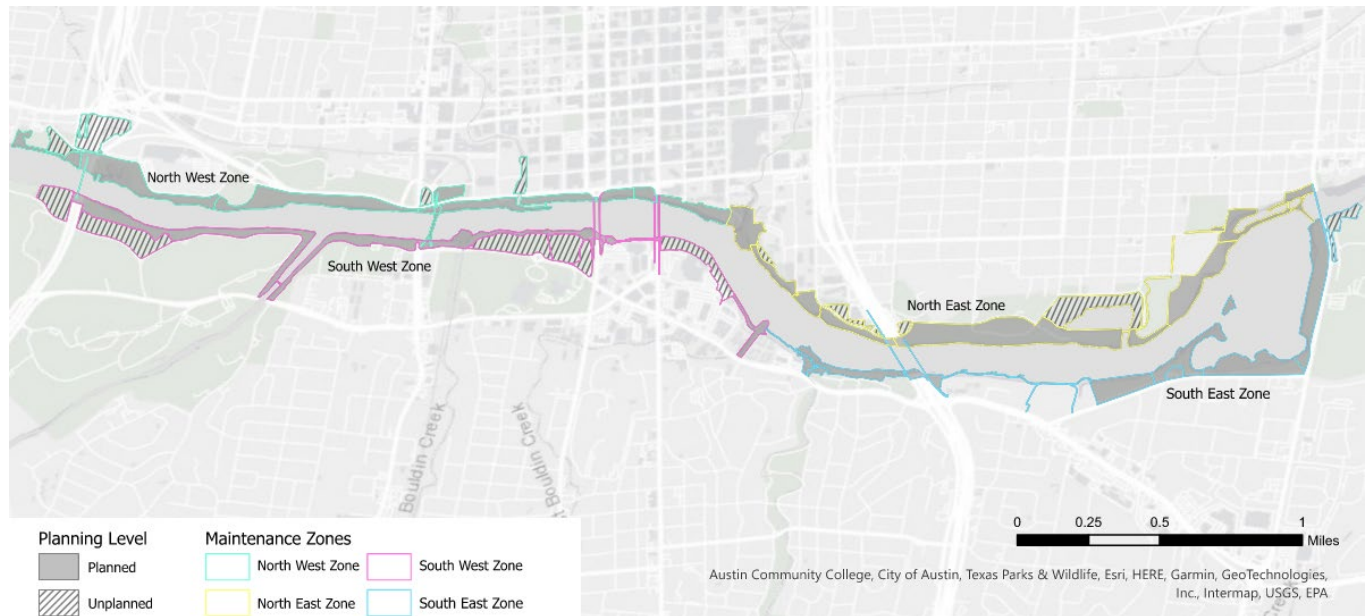 North West Zone
South West Zone
North East Zone
South East Zone
Bouldin Creek
Bouldin Creek
Planning Level
Planned
Unplanned
Maintenance Zones
North West Zone
South West Zone
North East Zone
South East Zone
0 0.25 0.5 1
Miles
Austin Community College, City of Austin, Texas Parks & Wildlife, Esri, HERE, Garmin, GeoTechnologies,
Inc., Intermap, USGS, EPA